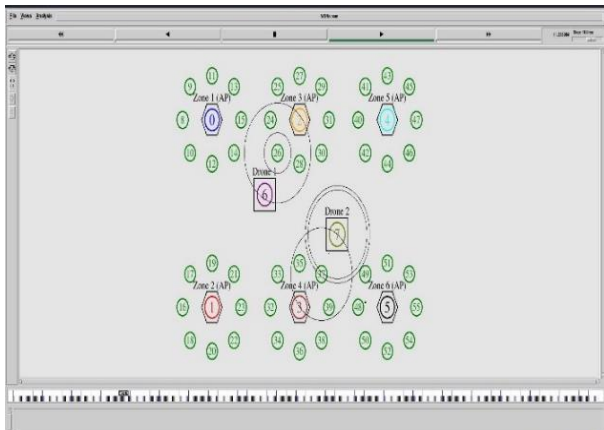 File Views Analysis
11 27 43
9 13 25 29 41 45
Zone 1 (AP) Zone 3 (AP) Zone 5 (AP)
8 0 15 24 31 40 4 47
10 14 26 30 42 46
12 28 44
Drone 1
6
Drone 2
7
19 35 51
17 21 33 37 49 53
Zone 2 (AP) Zone 4 (AP) Zone 6 (AP)
16 1 23 32 3 39 48 5 55
18 22 34 38 50 54
20 36 52